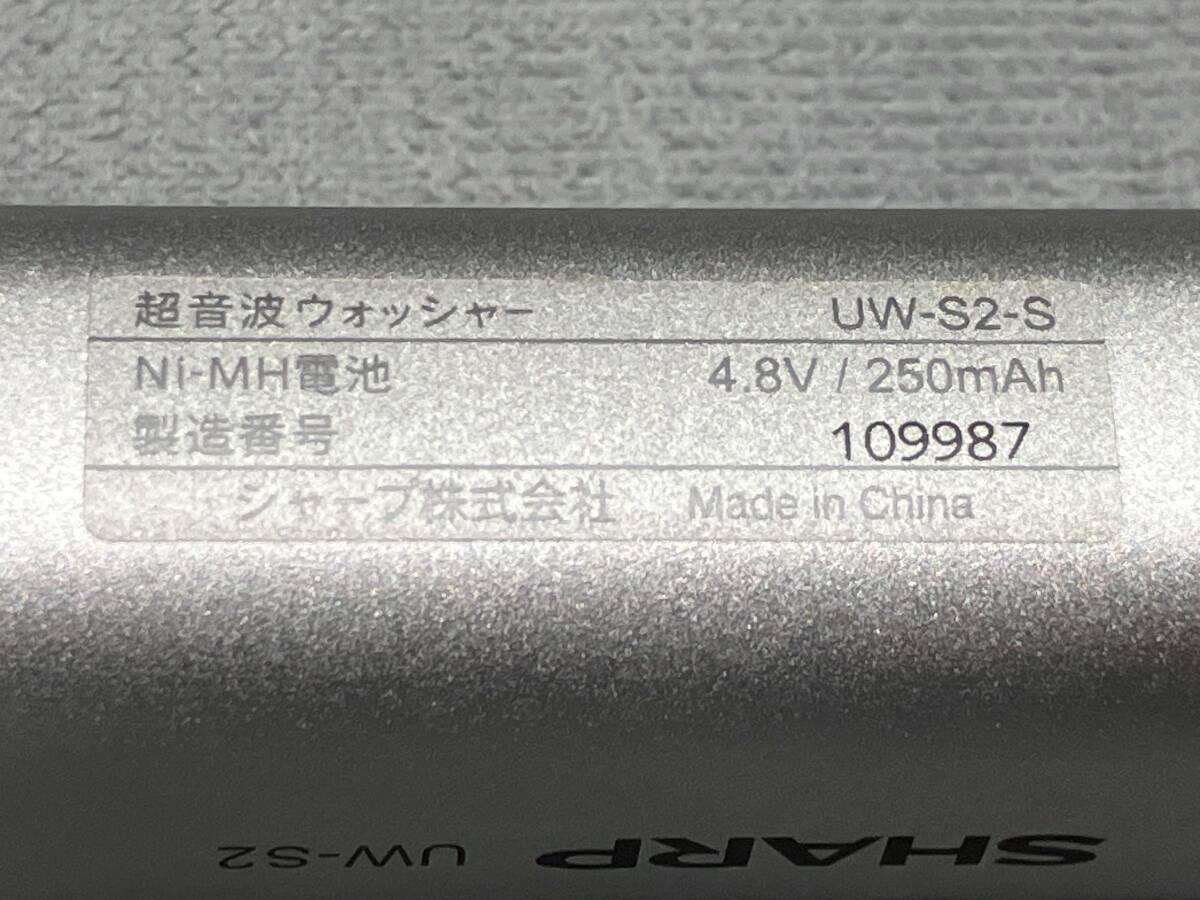 超音波ウォッシャー UW-S2-S
Ni-MH電池 4.8V / 250mAh
製造番号 109987
シャープ株式会社 Made in China
SHARP UW-S2